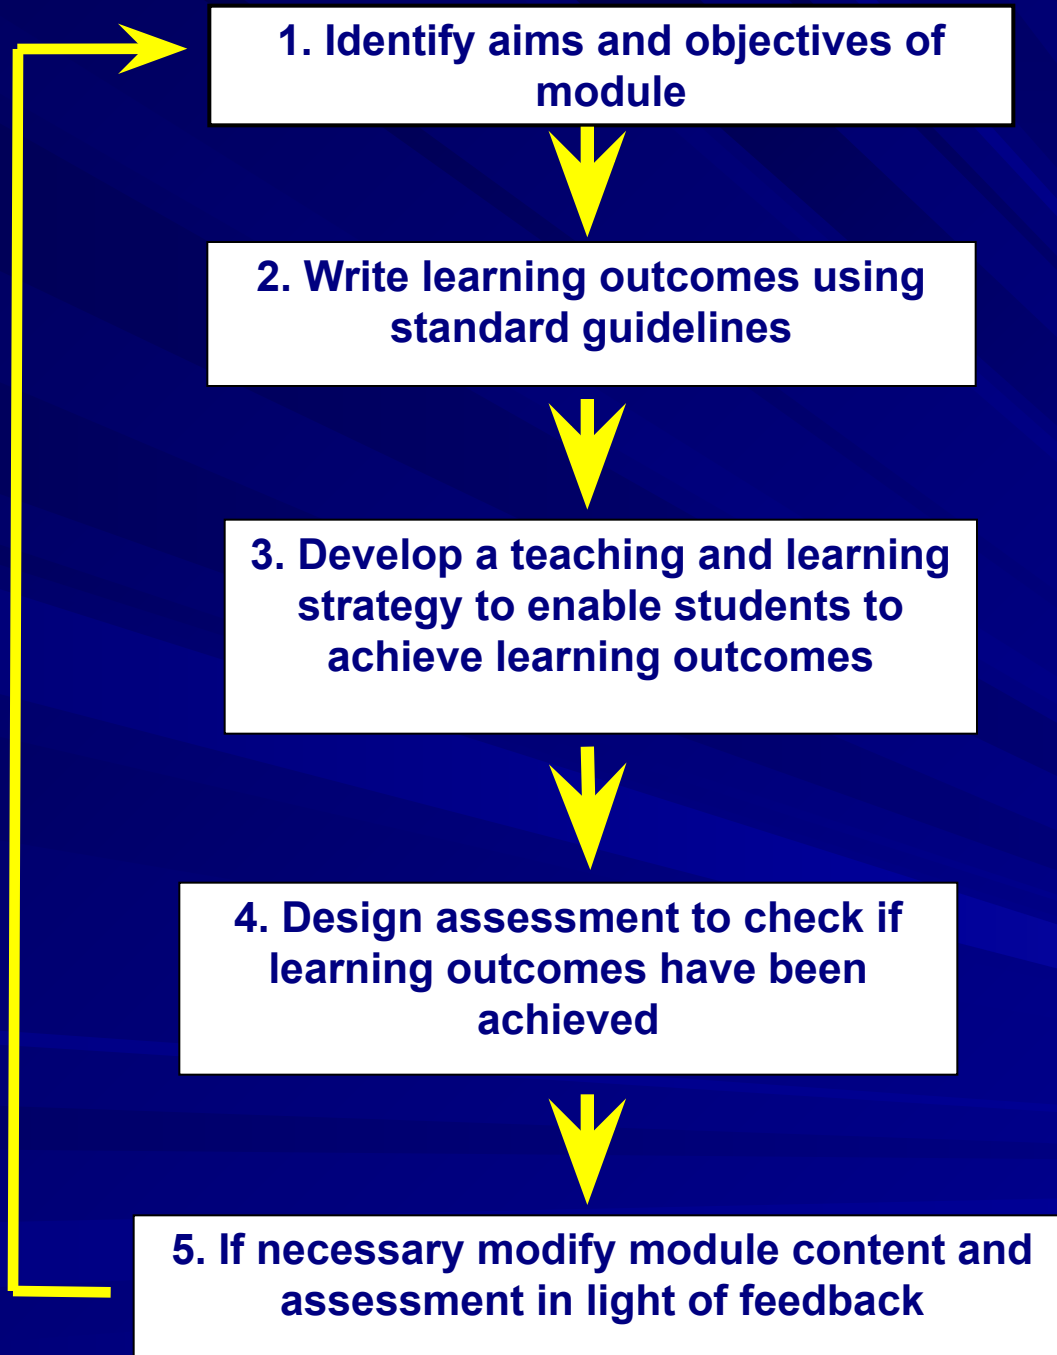 1. Identify aims and objectives of
module
2. Write learning outcomes using
standard guidelines
3. Develop a teaching and learning
strategy to enable students to
achieve learning outcomes
4. Design assessment to check if
learning outcomes have been
achieved
5. If necessary modify module content and
assessment in light of feedback